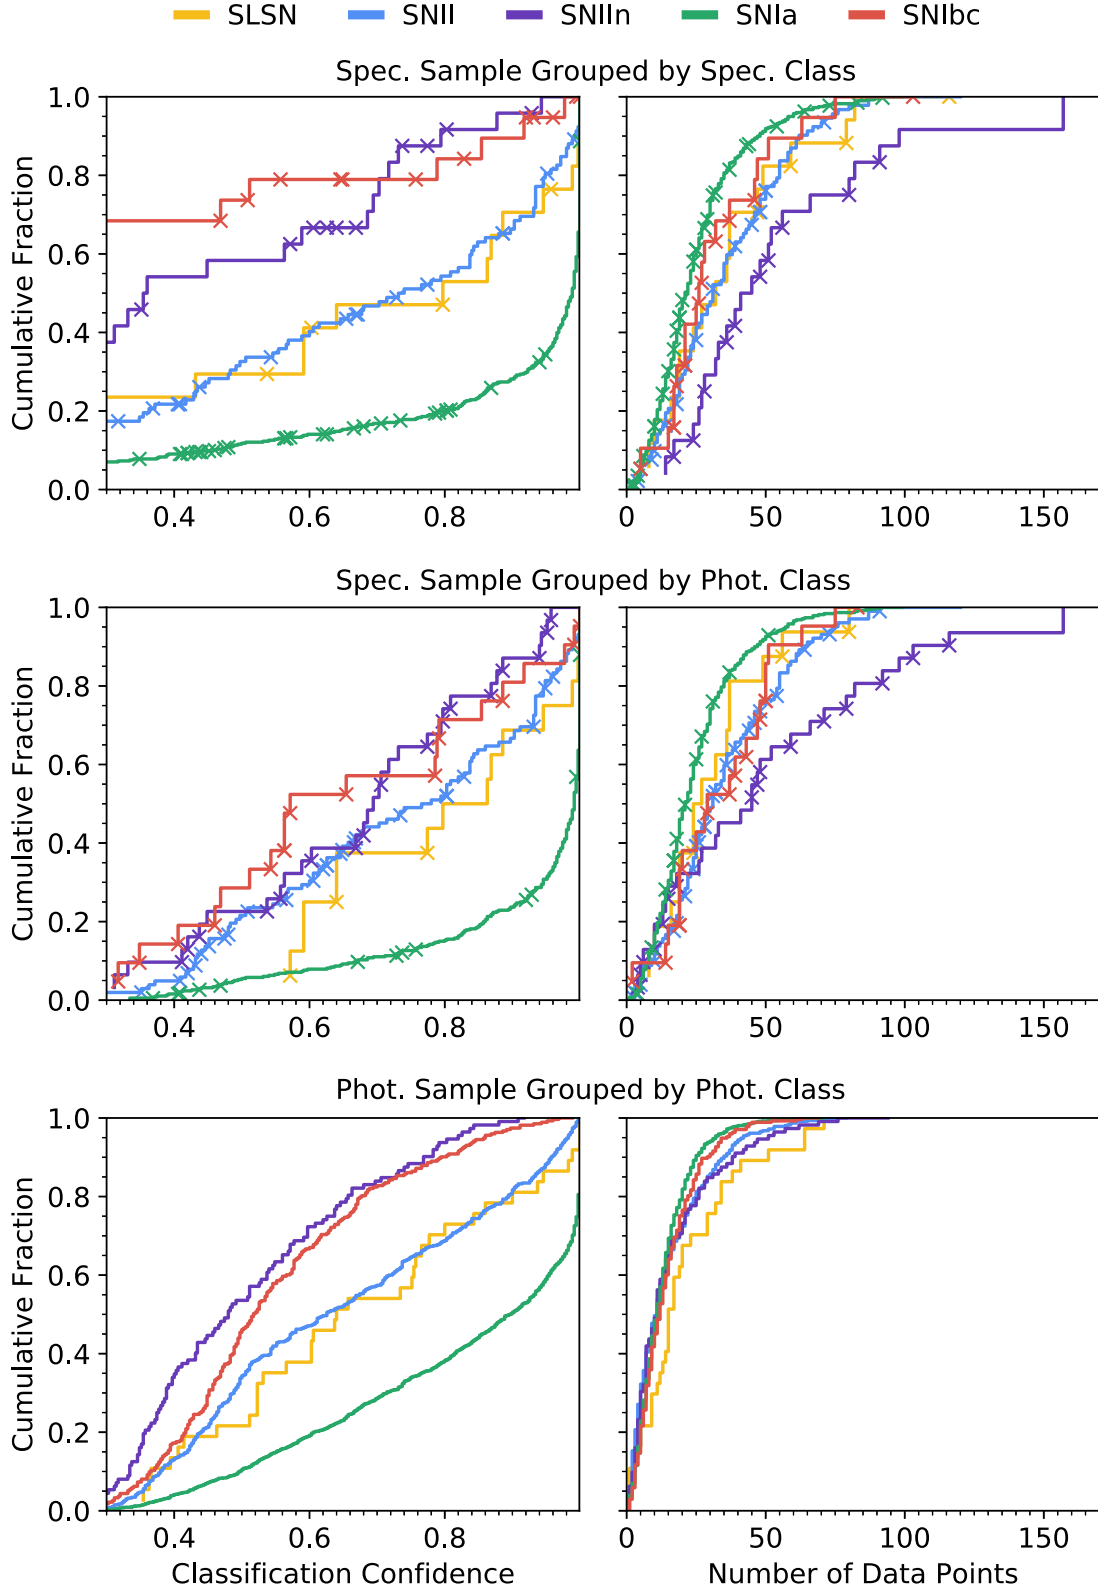 SLSN SNII SNIIn SNIa SNIbc
Spec. Sample Grouped by Spec. Class
Cumulative Fraction
1.0
0.8
0.6
0.4
0.2
0.0
0.4 0.6 0.8
0 50 100 150
Spec. Sample Grouped by Phot. Class
Cumulative Fraction
1.0
0.8
0.6
0.4
0.2
0.0
0.4 0.6 0.8
0 50 100 150
Phot. Sample Grouped by Phot. Class
Cumulative Fraction
1.0
0.8
0.6
0.4
0.2
0.0
0.4 0.6 0.8
0 50 100 150
Classification Confidence
Number of Data Points